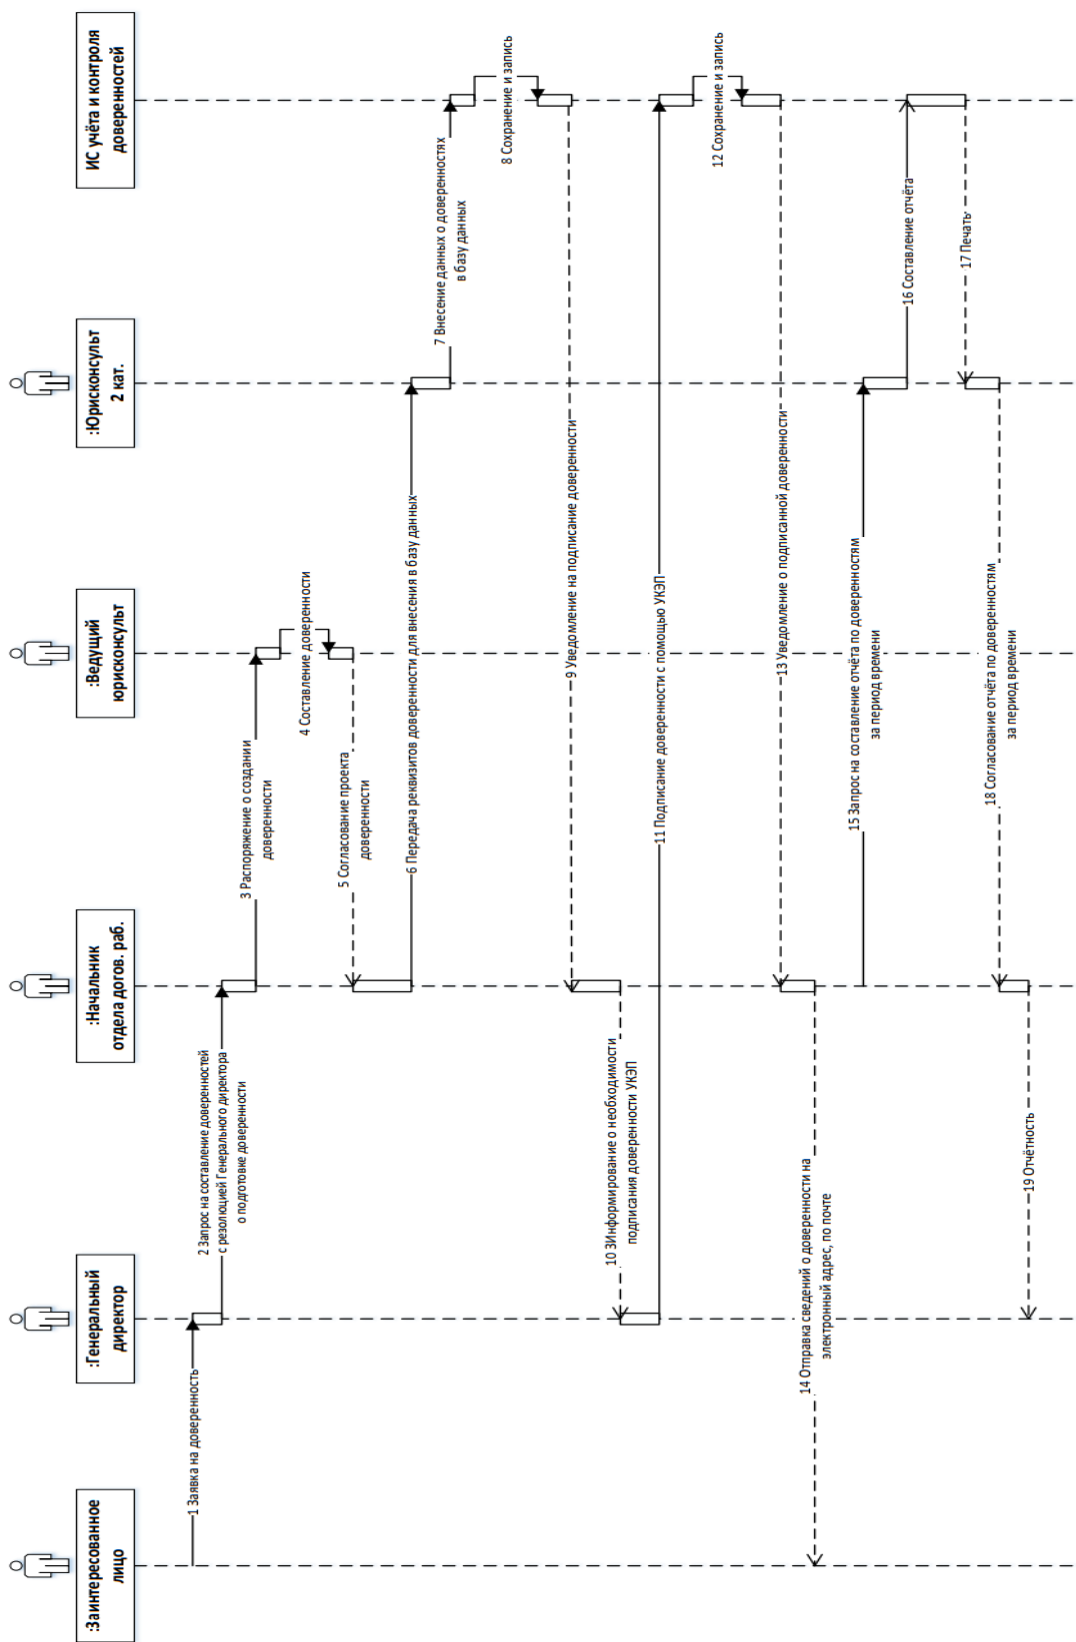 :Заинтересованное
лицо
:Генеральный
директор
:Начальник
отдела догов. раб.
:Ведущий
юрисконсульт
:Юрисконсульт
2 кат.
ИС учёта и контроля
доверенностей
1 Заявка на доверенность
2 Запрос на составление доверенностей
с резолюцией Генерального директора
о подготовке доверенности
3 Распоряжение о создании
доверенности
4 Составление доверенности
5 Согласование проекта
доверенности
6 Передача реквизитов доверенности для внесения в базу данных
7 Внесение данных о доверенностях
в базу данных
8 Сохранение и запись
9 Уведомление на подписание доверенности
10 ЗИнформирование о необходимости
подписания доверенности УКЭП
11 Подписание доверенности с помощью УКЭП
12 Сохранение и запись
13 Уведомление о подписанной доверенности
14 Отправка сведений о доверенности на
электронный адрес, по почте
15 Запрос на составление отчёта по доверенностям
за период времени
16 Составление отчёта
17 Печать
18 Согласование отчёта по доверенностям
за период времени
19 Отчётность